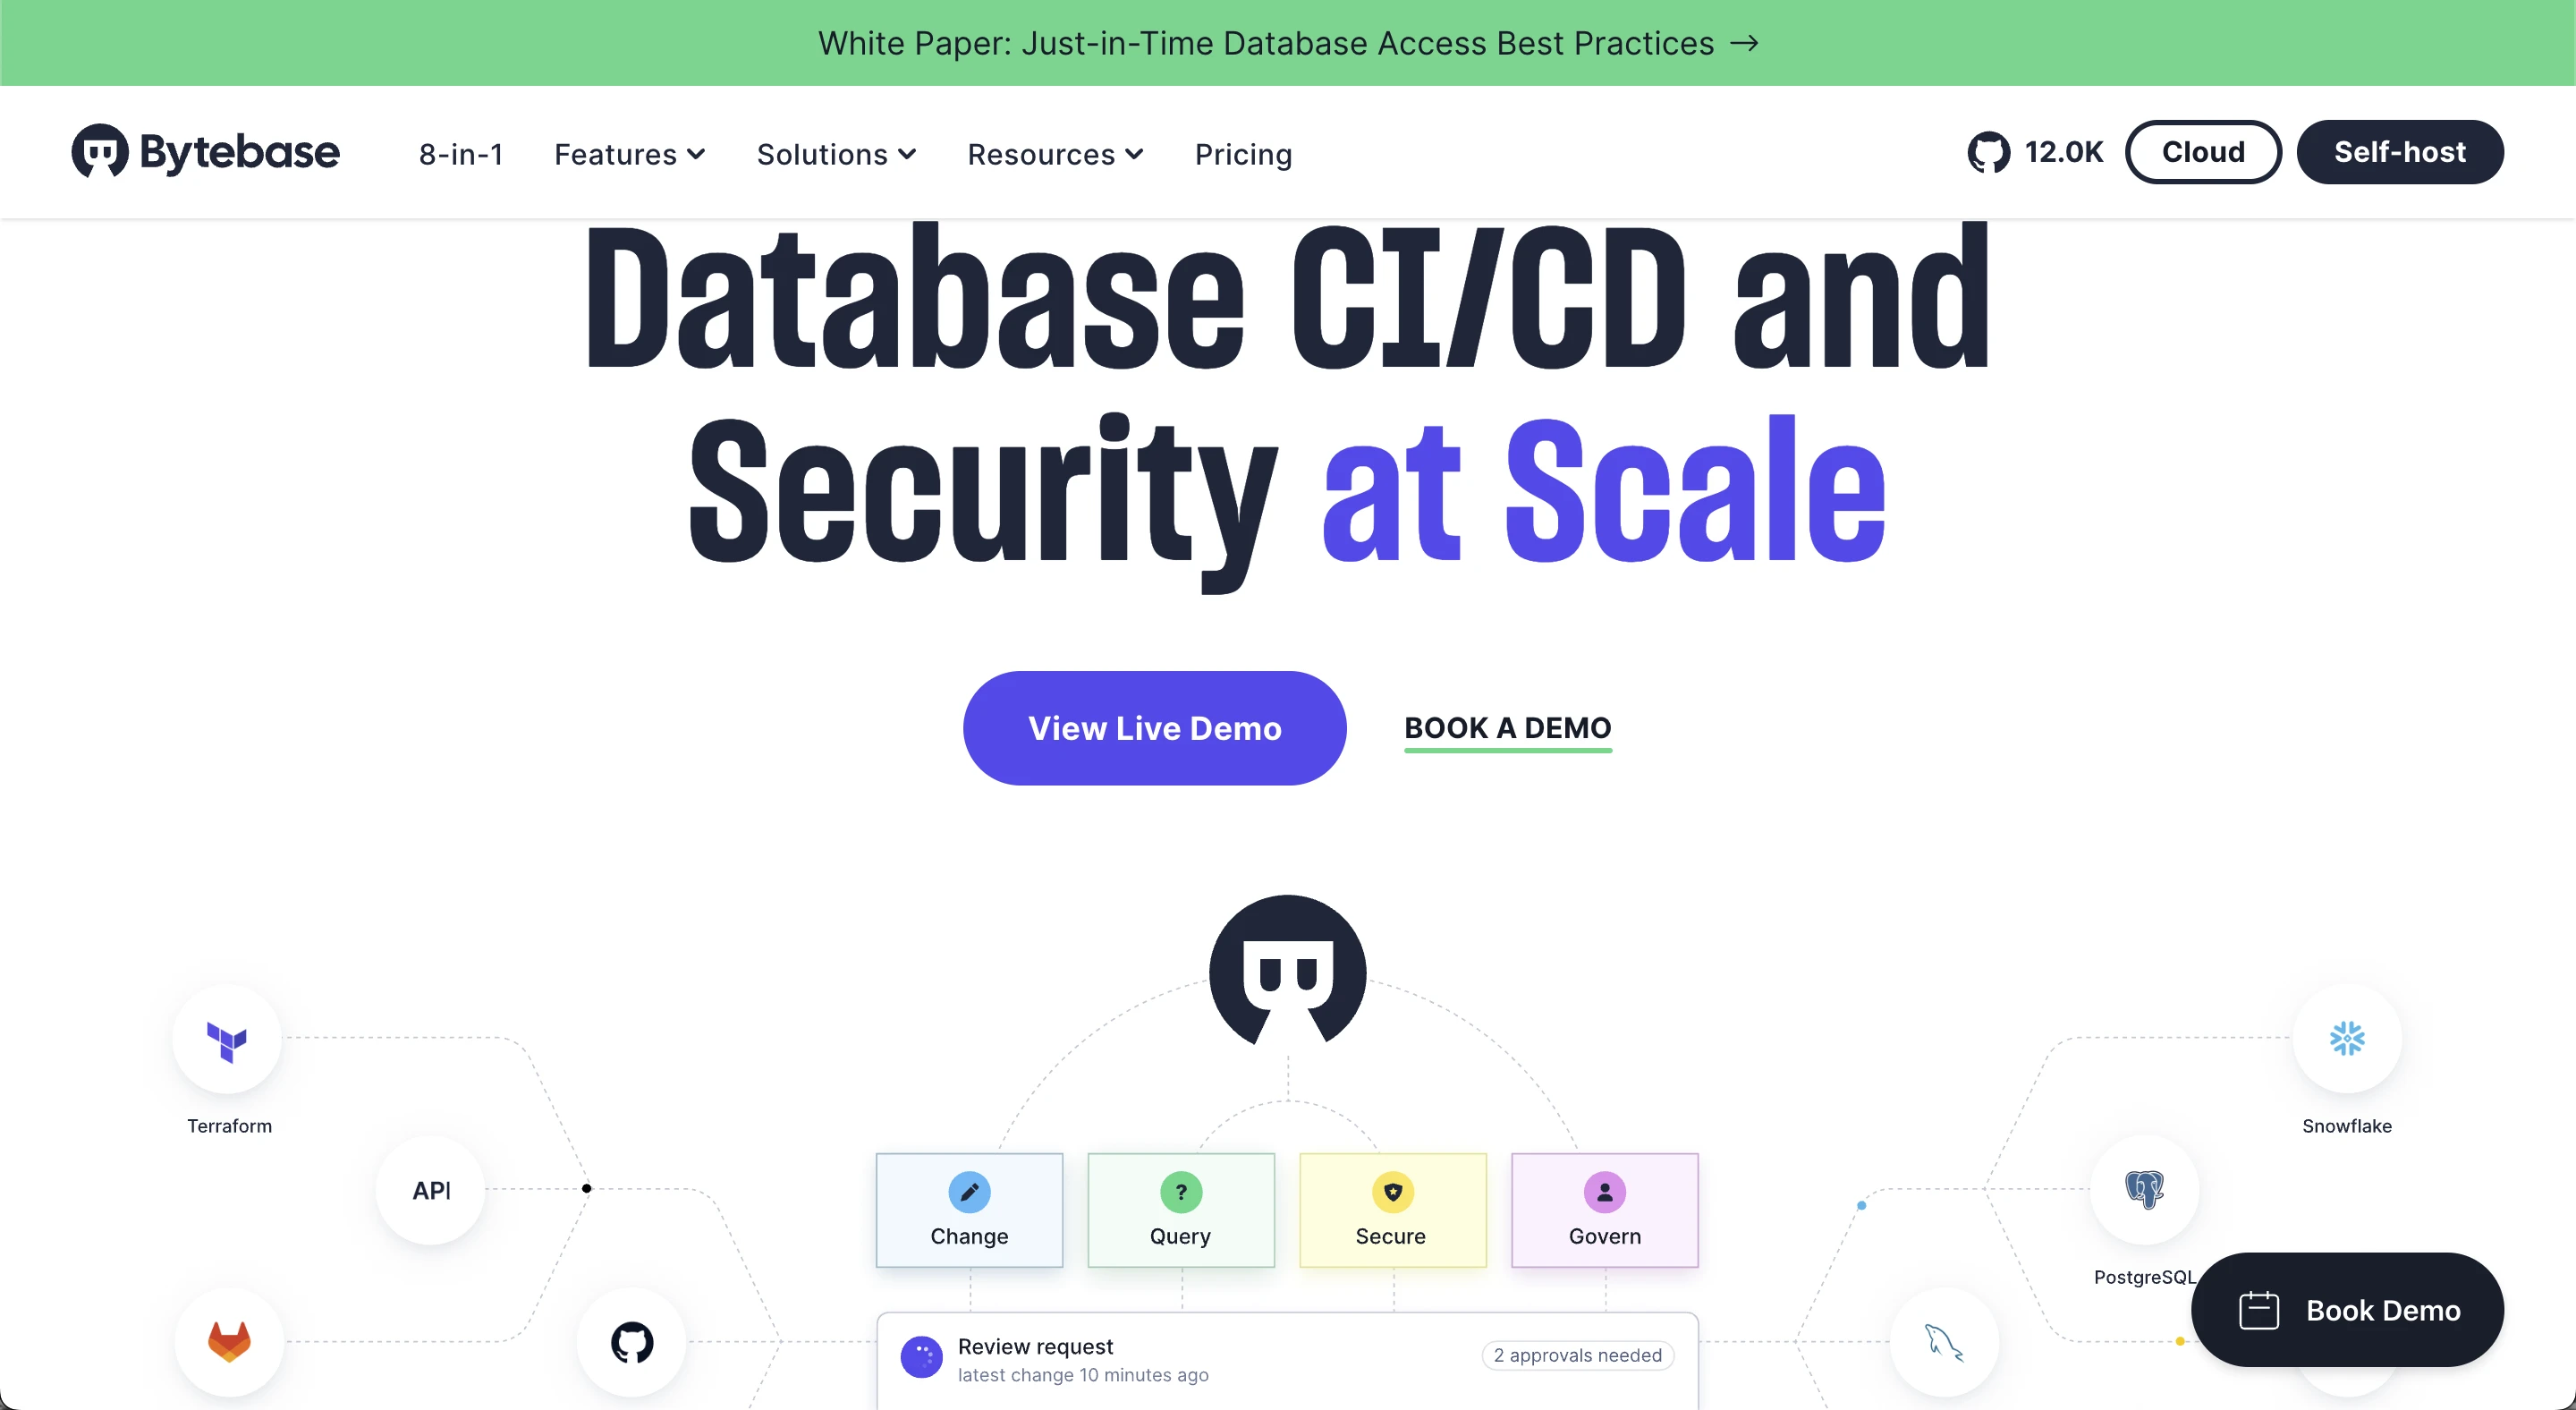 White Paper: Just-in-Time Database Access Best Practices →
Bytebase
8-in-1
Features
Solutions
Resources
Pricing
12.0K
Cloud
Self-host
Database CI/CD and
Security at Scale
View Live Demo
BOOK A DEMO
Terraform
API
Change
Query
Secure
Govern
Snowflake
PostgreSQL
Review request
latest change 10 minutes ago
2 approvals needed
Book Demo